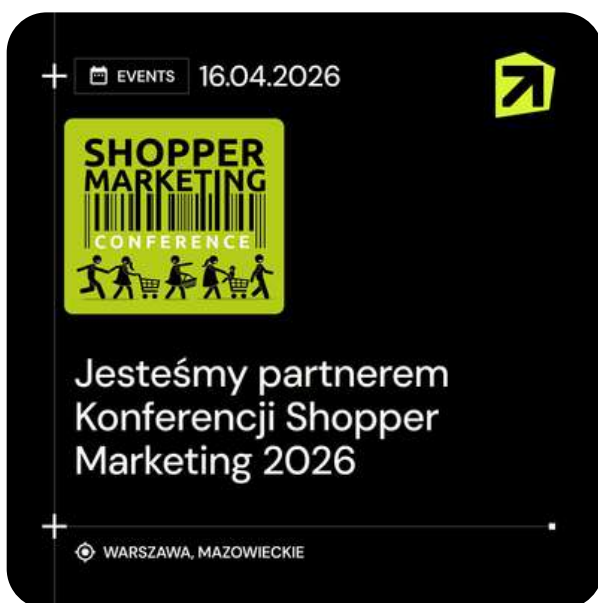 EVENTS 16.04.2026
SHOPPER
MARKETING
CONFERENCE
Jesteśmy partnerem
Konferencji Shopper
Marketing 2026
WARSZAWA, MAZOWIECKIE